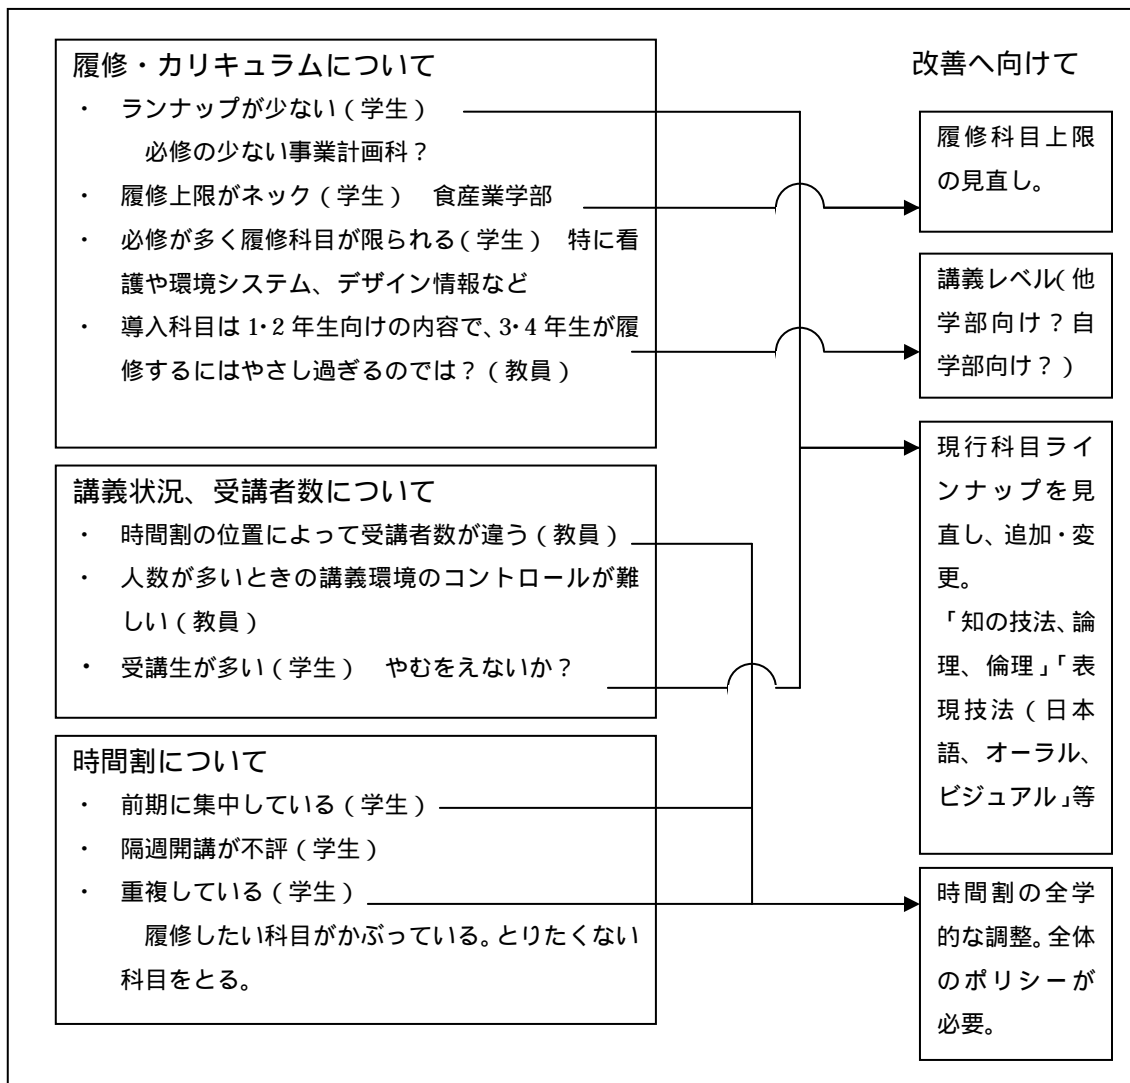 履修・カリキュラムについて
・ ランナップが少ない（学生）
必修の少ない事業計画科？
・ 履修上限がネック（学生） 食産業学部
・ 必修が多く履修科目が限られる（学生） 特に看
護や環境システム、デザイン情報など
・ 導入科目は1・2年生向けの内容で、3・4年生が履
修するにはやさし過ぎるのでは？（教員）
講義状況、受講者数について
・ 時間割の位置によって受講者数が違う（教員）
・ 人数が多いときの講義環境のコントロールが難
しい（教員）
・ 受講生が多い（学生） やむをえないか？
時間割について
・ 前期に集中している（学生）
・ 隔週開講が不評（学生）
・ 重複している（学生）
履修したい科目がかぶっている。とりたくない
科目をとる。
改善へ向けて
履修科目上限
の見直し。
講義レベル（他
学部向け？自
学部向け？）
現行科目ライ
ンナップを見
直し、追加・変
更。
「知の技法、論
理、倫理」「表
現技法（日本
語、オーラル、
ビジュアル」等
時間割の全学
的な調整。全体
のポリシーが
必要。